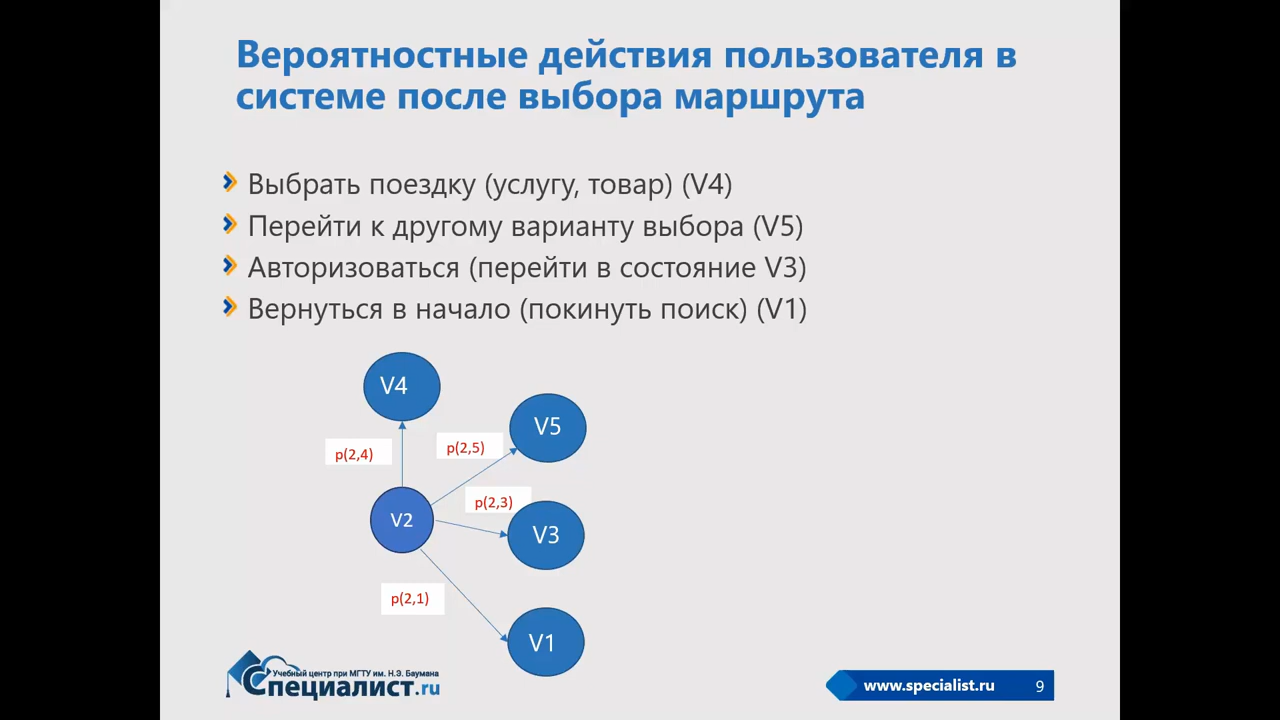 Вероятностные действия пользователя в
системе после выбора маршрута
Выбрать поездку (услугу, товар) (V4)
Перейти к другому варианту выбора (V5)
Авторизоваться (перейти в состояние V3)
Вернуться в начало (покинуть поиск) (V1)
V4
V5
p(2,4)
p(2,5)
p(2,3)
V2
V3
p(2,1)
V1
Учебный центр при МГТУ им. Н.Э. Баумана
Специалист.ru
www.specialist.ru
9